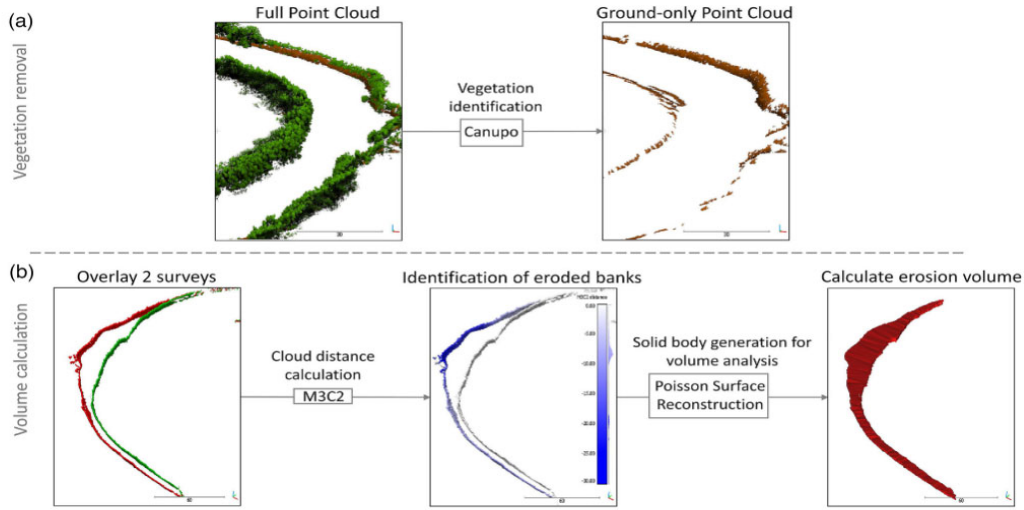 (a)
Vegetation removal
Full Point Cloud
Ground-only Point Cloud
Vegetation
identification
Canupo
(b)
Volume calculation
Overlay 2 surveys
Identification of eroded banks
Calculate erosion volume
Cloud distance
calculation
M3C2
Solid body generation for
volume analysis
Poisson Surface
Reconstruction